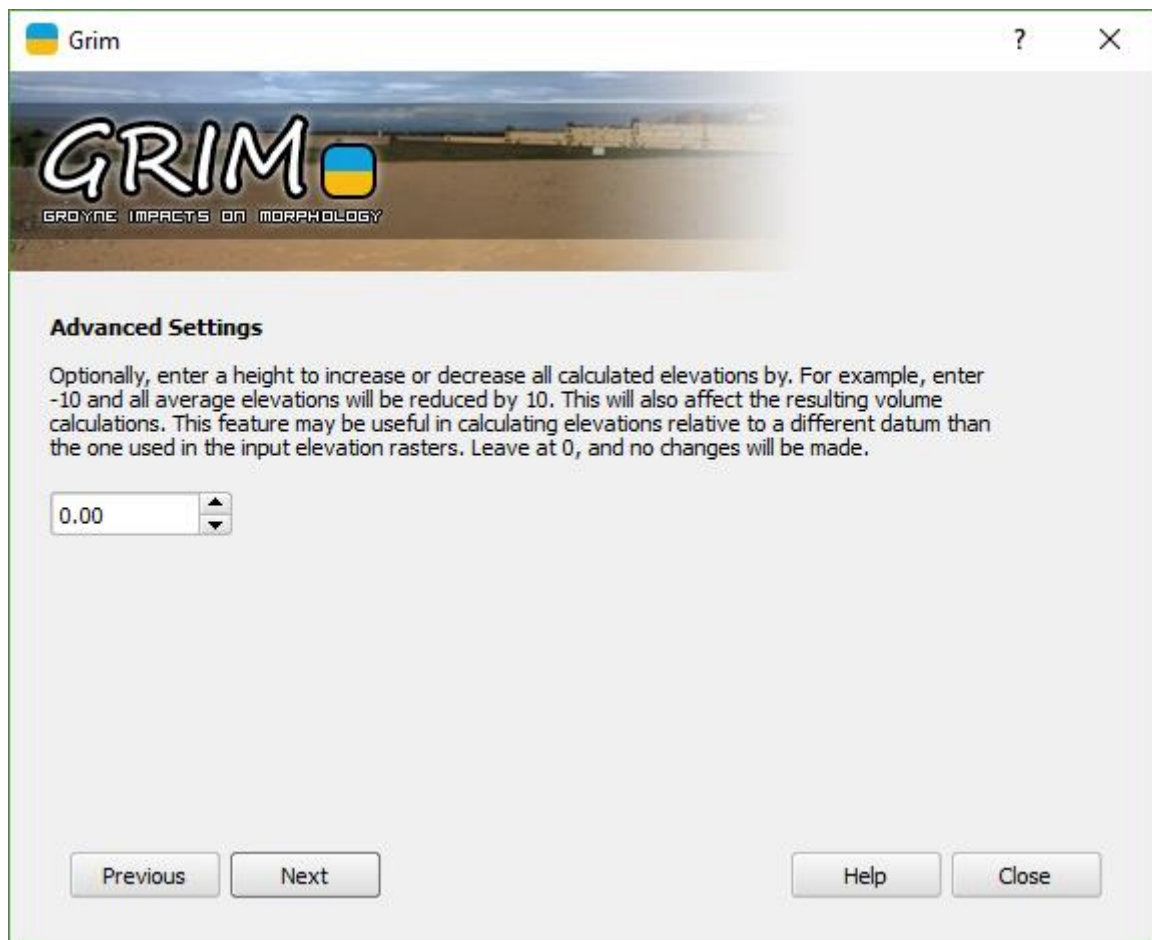 Grim
?
GRIM
GROYNE IMPACTS ON MORPHOLOGY
Advanced Settings
Optionally, enter a height to increase or decrease all calculated elevations by. For example, enter
-10 and all average elevations will be reduced by 10. This will also affect the resulting volume
calculations. This feature may be useful in calculating elevations relative to a different datum than
the one used in the input elevation rasters. Leave at 0, and no changes will be made.
0.00
Previous Next Help Close